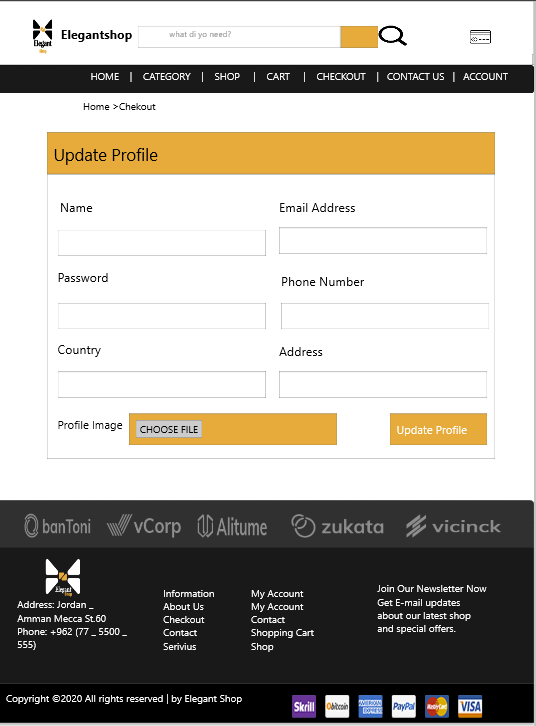 Elegant
Shop
Elegantshop
what di yo need?
HOME | CATEGORY | SHOP | CART | CHECKOUT | CONTACT US | ACCOUNT
Home >Chekout
Update Profile
Name
Email Address
Password
Phone Number
Country
Address
Profile Image
CHOOSE FILE
Update Profile
banToni
vCorp
Alitume
zukata
vicinck
Elegant
Shop
Address: Jordan _
Amman Mecca St.60
Phone: +962 (77 _ 5500 _
555)
Information
About Us
Checkout
Contact
Serivius
My Account
My Account
Contact
Shopping Cart
Shop
Join Our Newsletter Now
Get E-mail updates
about our latest shop
and special offers.
Copyright ©2020 All rights reserved | by Elegant Shop
Skrill
bitcoin
AMERICAN
EXPRESS
PayPal
MasterCard
VISA